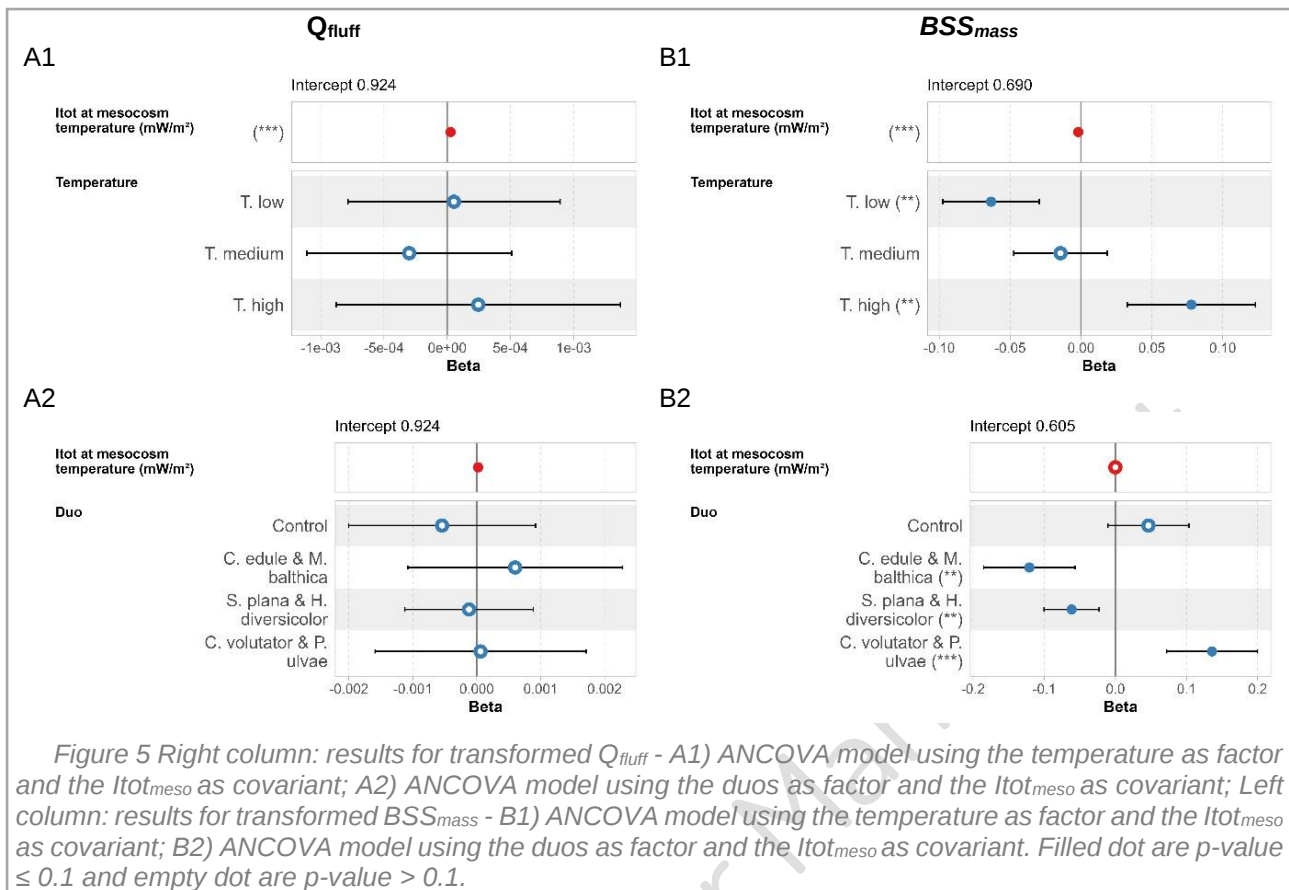 Qfluff
BSSmass
A1
Intercept 0.924
Itot at mesocosm
temperature (mW/m²)
(***)
Temperature
T. low
T. medium
T. high
-1e-03 -5e-04 0e+00 5e-04 1e-03
Beta
B1
Intercept 0.690
Itot at mesocosm
temperature (mW/m²)
(***)
Temperature
T. low (**)
T. medium
T. high (**)
-0.10 -0.05 0.00 0.05 0.10
Beta
A2
Intercept 0.924
Itot at mesocosm
temperature (mW/m²)
Duo
Control
C. edule & M.
balthica
S. plana & H.
diversicolor
C. volutator & P.
ulvae
-0.002 -0.001 0.000 0.001 0.002
Beta
B2
Intercept 0.605
Itot at mesocosm
temperature (mW/m²)
Duo
Control
C. edule & M.
balthica (**)
S. plana & H.
diversicolor (**)
C. volutator & P.
ulvae (***)
-0.2 -0.1 0.0 0.1 0.2
Beta
Figure 5 Right column: results for transformed Qfluff - A1) ANCOVA model using the temperature as factor
and the Itotmeso as covariant; A2) ANCOVA model using the duos as factor and the Itotmeso as covariant; Left
column: results for transformed BSSmass - B1) ANCOVA model using the temperature as factor and the Itotmeso
as covariant; B2) ANCOVA model using the duos as factor and the Itotmeso as covariant. Filled dot are p-value
≤ 0.1 and empty dot are p-value > 0.1.